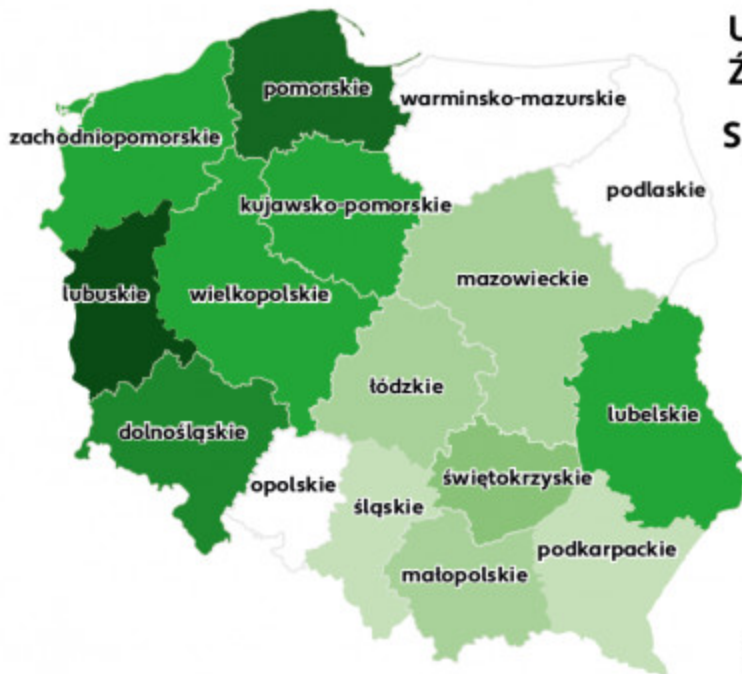 U
Ź
S
pomorskie
warminsko-mazurskie
zachodniopomorskie
podlaskie
kujawsko-pomorskie
mazowieckie
lubuskie
wielkopolskie
łódzkie
lubelskie
dolnośląskie
świętokrzyskie
opolskie
śląskie
podkarpackie
małopolskie